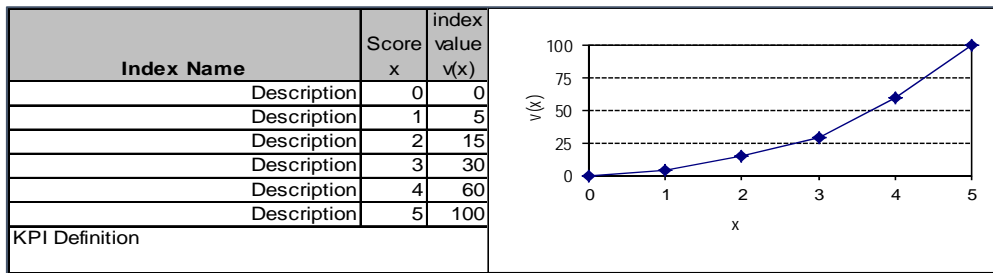 Index Name Score x index value v(x)
Description 0 0
Description 1 5
Description 2 15
Description 3 30
Description 4 60
Description 5 100
KPI Definition
100
75
50
25
0
v(x)
0 1 2 3 4 5
x